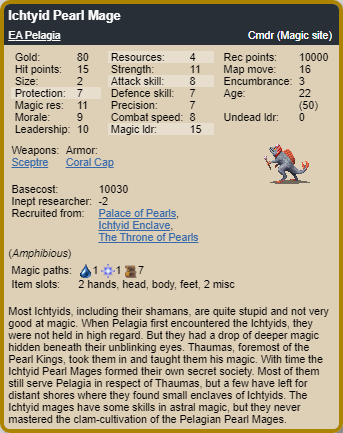 Ichtyid Pearl Mage
EA Pelagia Cmdr (Magic site)
Gold: 80 Resources: 4 Rec points: 10000
Hit points: 15 Strength: 11 Map move: 16
Size: 2 Attack skill: 8 Encumbrance: 3
Protection: 7 Defence skill: 7 Age: 22
Magic res: 11 Precision: 7 (50)
Morale: 9 Combat speed: 8 Undead ldr: 0
Leadership: 10 Magic ldr: 15
Weapons: Armor:
Sceptre Coral Cap
Basecost: 10030
Inept researcher: -2
Recruited from: Palace of Pearls,
Ichtyid Enclave,
The Throne of Pearls
(Amphibious)
Magic paths: 1 1 7
Item slots: 2 hands, head, body, feet, 2 misc
Most Ichtyids, including their shamans, are quite stupid and not very
good at magic. When Pelagia first encountered the Ichtyids, they
were not held in high regard. But they had a drop of deeper magic
hidden beneath their unblinking eyes. Thaumas, foremost of the
Pearl Kings, took them in and taught them his magic. With time the
Ichtyid Pearl Mages formed their own secret society. Most of them
still serve Pelagia in respect of Thaumas, but a few have left for
distant shores where they found small enclaves of Ichtyids. The
Ichtyid mages have some skills in astral magic, but they never
mastered the clam-cultivation of the Pelagian Pearl Mages.